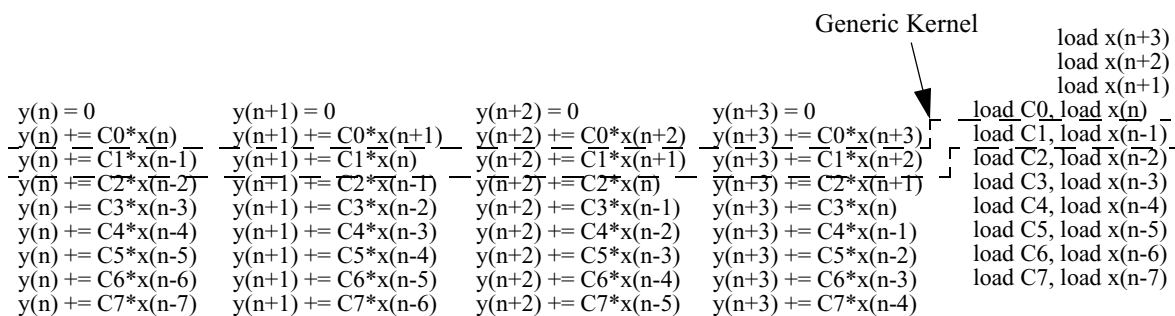 Generic Kernel
load x(n+3)
load x(n+2)
load x(n+1)
y(n) = 0 y(n+1) = 0 y(n+2) = 0 y(n+3) = 0 load C0, load x(n)
y(n) += C0*x(n) y(n+1) += C0*x(n+1) y(n+2) += C0*x(n+2) y(n+3) += C0*x(n+3) load C1, load x(n-1)
y(n) += C1*x(n-1) y(n+1) += C1*x(n) y(n+2) += C1*x(n+1) y(n+3) += C1*x(n+2) load C2, load x(n-2)
y(n) += C2*x(n-2) y(n+1) += C2*x(n-1) y(n+2) += C2*x(n) y(n+3) += C2*x(n+1) load C3, load x(n-3)
y(n) += C3*x(n-3) y(n+1) += C3*x(n-2) y(n+2) += C3*x(n-1) y(n+3) += C3*x(n) load C4, load x(n-4)
y(n) += C4*x(n-4) y(n+1) += C4*x(n-3) y(n+2) += C4*x(n-2) y(n+3) += C4*x(n-1) load C5, load x(n-5)
y(n) += C5*x(n-5) y(n+1) += C5*x(n-4) y(n+2) += C5*x(n-3) y(n+3) += C5*x(n-2) load C6, load x(n-6)
y(n) += C6*x(n-6) y(n+1) += C6*x(n-5) y(n+2) += C6*x(n-4) y(n+3) += C6*x(n-3) load C7, load x(n-7)
y(n) += C7*x(n-7) y(n+1) += C7*x(n-6) y(n+2) += C7*x(n-5) y(n+3) += C7*x(n-4)